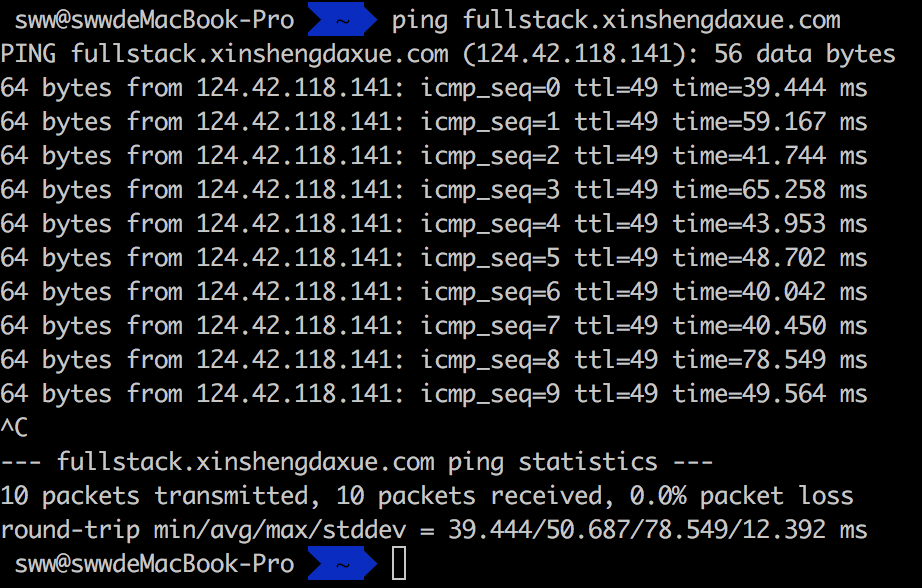 sww@swwdeMacBook-Pro ~ ping fullstack.xinshengdaxue.com
PING fullstack.xinshengdaxue.com (124.42.118.141): 56 data bytes
64 bytes from 124.42.118.141: icmp_seq=0 ttl=49 time=39.444 ms
64 bytes from 124.42.118.141: icmp_seq=1 ttl=49 time=59.167 ms
64 bytes from 124.42.118.141: icmp_seq=2 ttl=49 time=41.744 ms
64 bytes from 124.42.118.141: icmp_seq=3 ttl=49 time=65.258 ms
64 bytes from 124.42.118.141: icmp_seq=4 ttl=49 time=43.953 ms
64 bytes from 124.42.118.141: icmp_seq=5 ttl=49 time=48.702 ms
64 bytes from 124.42.118.141: icmp_seq=6 ttl=49 time=40.042 ms
64 bytes from 124.42.118.141: icmp_seq=7 ttl=49 time=40.450 ms
64 bytes from 124.42.118.141: icmp_seq=8 ttl=49 time=78.549 ms
64 bytes from 124.42.118.141: icmp_seq=9 ttl=49 time=49.564 ms
^C
--- fullstack.xinshengdaxue.com ping statistics ---
10 packets transmitted, 10 packets received, 0.0% packet loss
round-trip min/avg/max/stddev = 39.444/50.687/78.549/12.392 ms
sww@swwdeMacBook-Pro ~